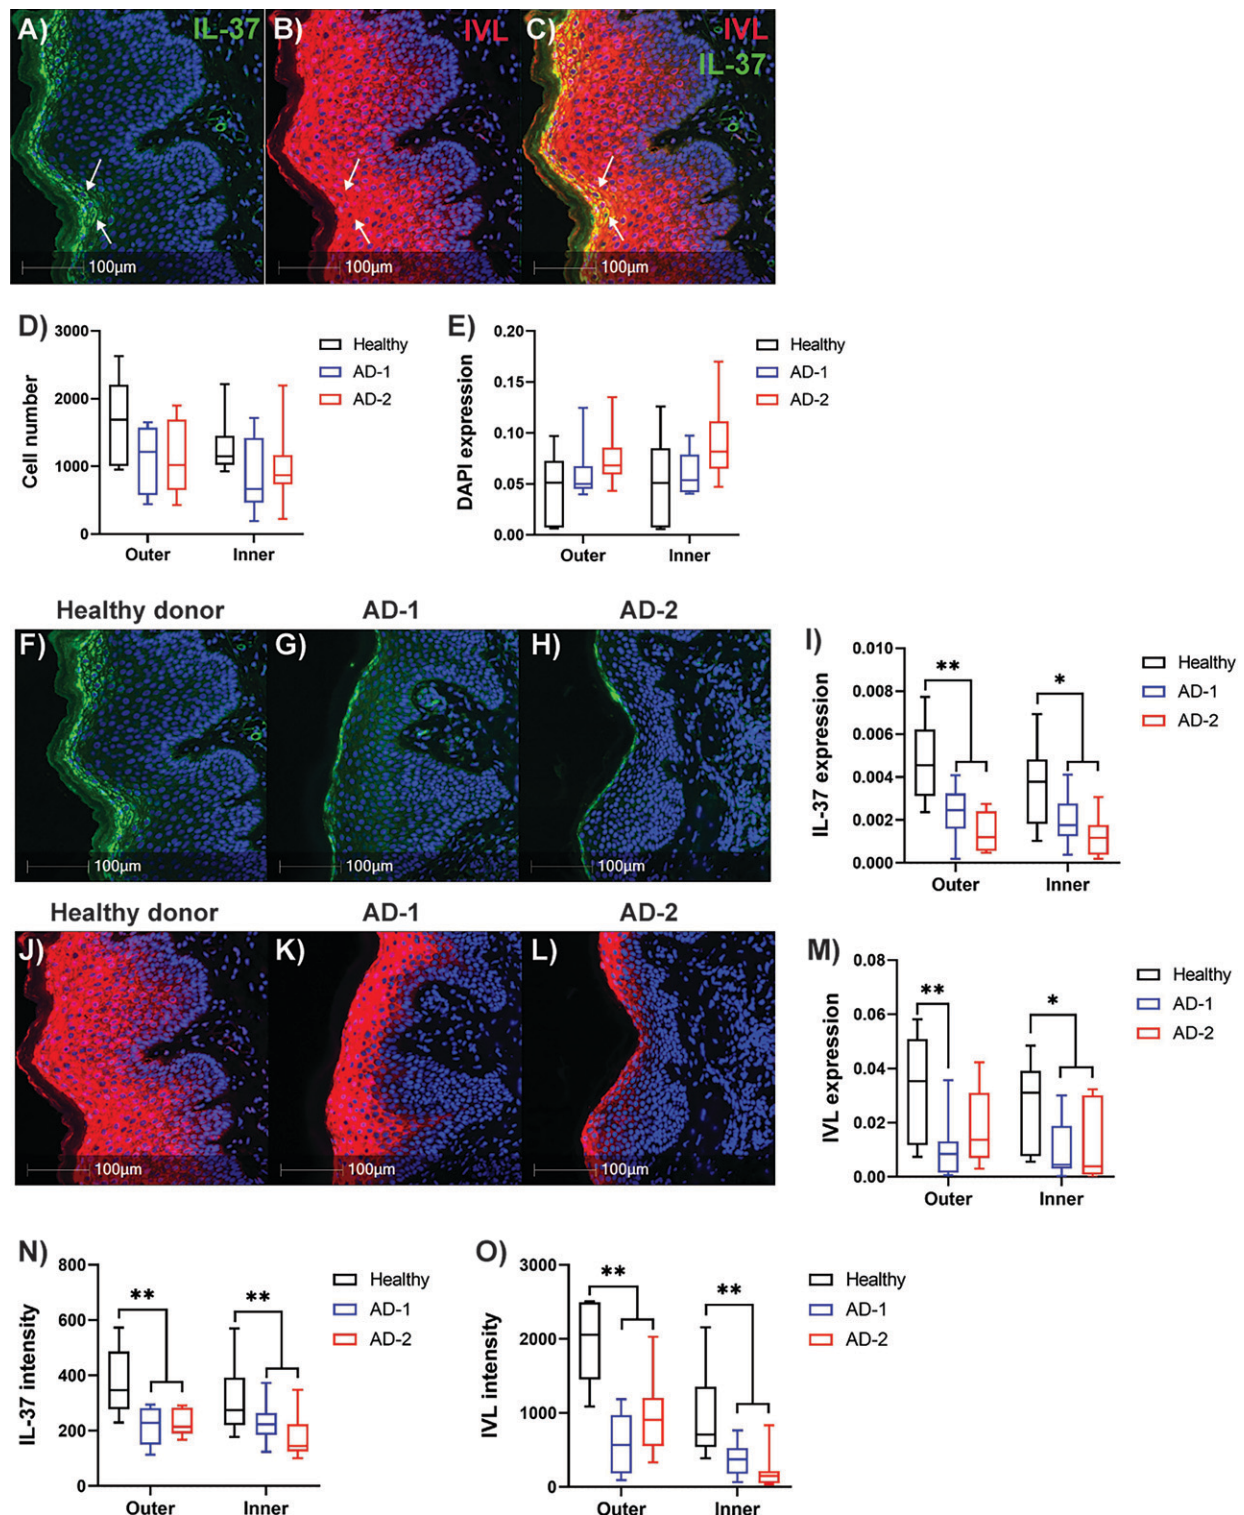 A) IL-37 B) IVL C) IVL
IL-37
100µm 100µm 100µm
D) E)
3000
2000
1000
0
Cell number
Outer Inner
Healthy
AD-1
AD-2
0.20
0.15
0.10
0.05
0.00
DAPI expression
Outer Inner
Healthy
AD-1
AD-2
Healthy donor AD-1 AD-2
F) G) H)
100µm 100µm 100µm
I)
0.010
0.008
0.006
0.004
0.002
0.000
IL-37 expression
** *
Outer Inner
Healthy
AD-1
AD-2
Healthy donor AD-1 AD-2
J) K) L)
100µm 100µm 100µm
M)
0.08
0.06
0.04
0.02
0.00
IVL expression
** *
Outer Inner
Healthy
AD-1
AD-2
N)
800
600
400
200
0
IL-37 intensity
** **
Outer Inner
Healthy
AD-1
AD-2
O)
3000
2000
1000
0
IVL intensity
** **
Outer Inner
Healthy
AD-1
AD-2